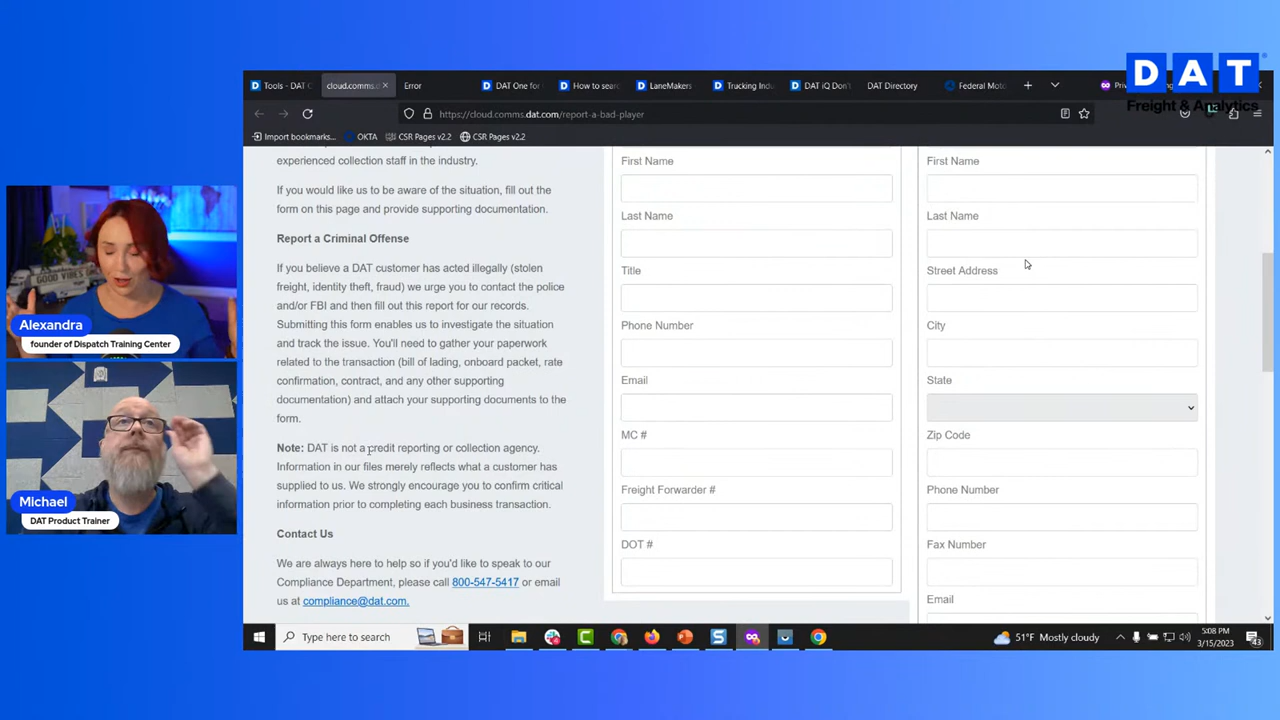 DAT
Freight & Analytics
Tools - DAT O
cloud.comms.d
Error
DAT One for
How to searc
LaneMakers
Trucking Indu
DAT iQ Don'
DAT Directory
Federal Moto
https://cloud.comms.dat.com/report-a-bad-player
Import bookmarks...
OKTA
CSR Pages v2.2
CSR Pages v2.2
experienced collection staff in the industry.
If you would like us to be aware of the situation, fill out the
form on this page and provide supporting documentation.
Report a Criminal Offense
If you believe a DAT customer has acted illegally (stolen
freight, identity theft, fraud) we urge you to contact the police
and/or FBI and then fill out this report for our records.
Submitting this form enables us to investigate the situation
and track the issue. You'll need to gather your paperwork
related to the transaction (bill of lading, onboard packet, rate
confirmation, contract, and any other supporting
documentation) and attach your supporting documents to the
form.
Note: DAT is not a credit reporting or collection agency.
Information in our files merely reflects what a customer has
supplied to us. We strongly encourage you to confirm critical
information prior to completing each business transaction.
Contact Us
We are always here to help so if you'd like to speak to our
Compliance Department, please call 800-547-5417 or email
us at compliance@dat.com.
First Name
Last Name
Title
Phone Number
Email
MC #
Freight Forwarder #
DOT #
First Name
Last Name
Street Address
City
State
Zip Code
Phone Number
Fax Number
Email
GOOD VIBES
Alexandra
founder of Dispatch Training Center
Michael
DAT Product Trainer
Type here to search
51°F Mostly cloudy
5:08 PM
3/15/2023
43